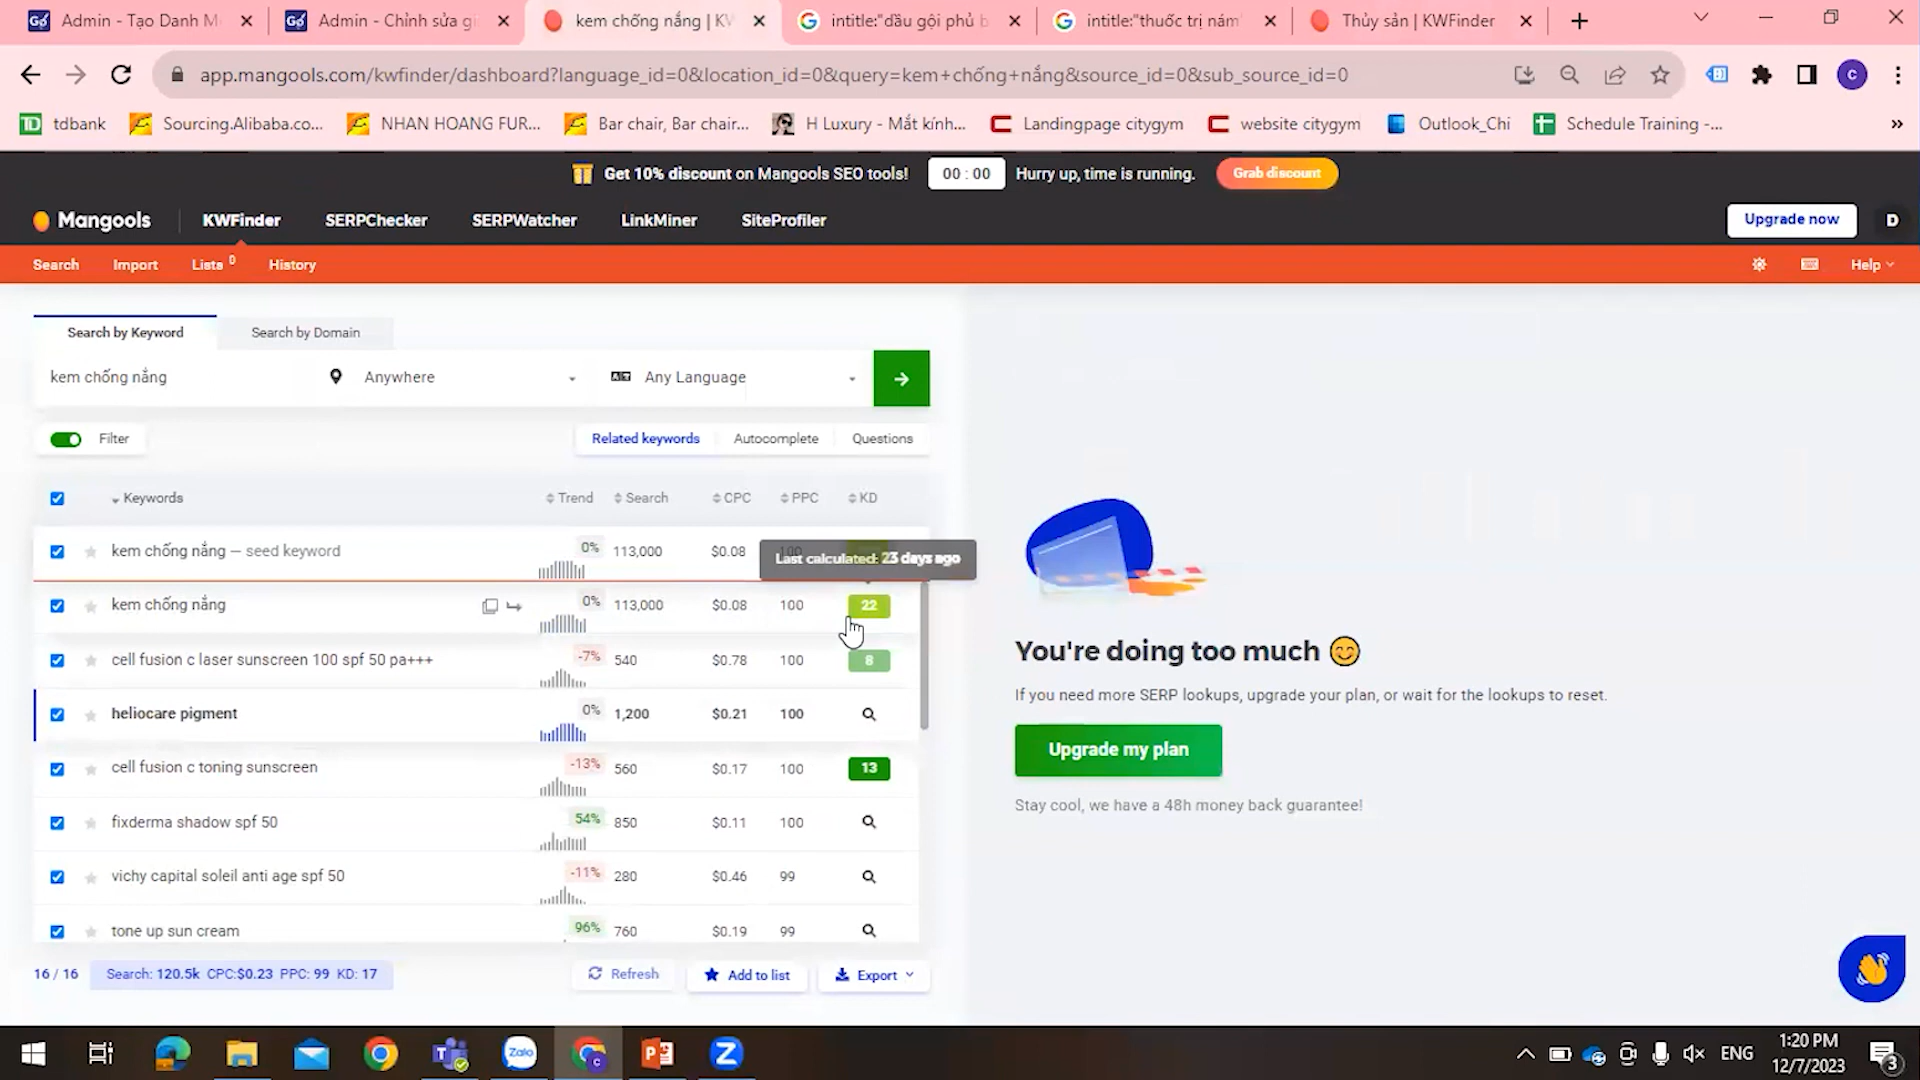 Admin - Tạo Danh M
Admin - Chỉnh sửa gi
kem chống nắng | KW
intitle:"dầu gội phủ b
intitle:"thuốc trị nám"
Thủy sản | KWFinder
app.mangools.com/kwfinder/dashboard?language_id=0&location_id=0&query=kem+chống+nắng&source_id=0&sub_source_id=0
C
TD tdbank
Sourcing.Alibaba.co...
NHAN HOANG FUR...
Bar chair, Bar chair...
H Luxury - Mắt kính...
Landingpage citygym
website citygym
Outlook_Chi
Schedule Training -...
»
Get 10% discount on Mangools SEO tools!
00 : 00
Hurry up, time is running.
Grab discount
Mangools
KWFinder
SERPChecker
SERPWatcher
LinkMiner
SiteProfiler
Upgrade now
D
Search
Import
Lists 0
History
Help
Search by Keyword
Search by Domain
kem chống nắng
Anywhere
Any Language
Filter
Related keywords
Autocomplete
Questions
Keywords Trend Search CPC PPC KD
kem chống nắng — seed keyword 0% 113,000 $0.08 100
Last calculated: 23 days ago
kem chống nắng 0% 113,000 $0.08 100 22
cell fusion c laser sunscreen 100 spf 50 pa+++ -7% 540 $0.78 100 8
heliocare pigment 0% 1,200 $0.21 100
cell fusion c toning sunscreen -13% 560 $0.17 100 13
fixderma shadow spf 50 54% 850 $0.11 100
vichy capital soleil anti age spf 50 -11% 280 $0.46 99
tone up sun cream 96% 760 $0.19 99
16 / 16
Search: 120.5k CPC:$0.23 PPC: 99 KD: 17
Refresh
Add to list
Export
You're doing too much 😊
If you need more SERP lookups, upgrade your plan, or wait for the lookups to reset.
Upgrade my plan
Stay cool, we have a 48h money back guarantee!
Zalo
ENG
1:20 PM
12/7/2023
3